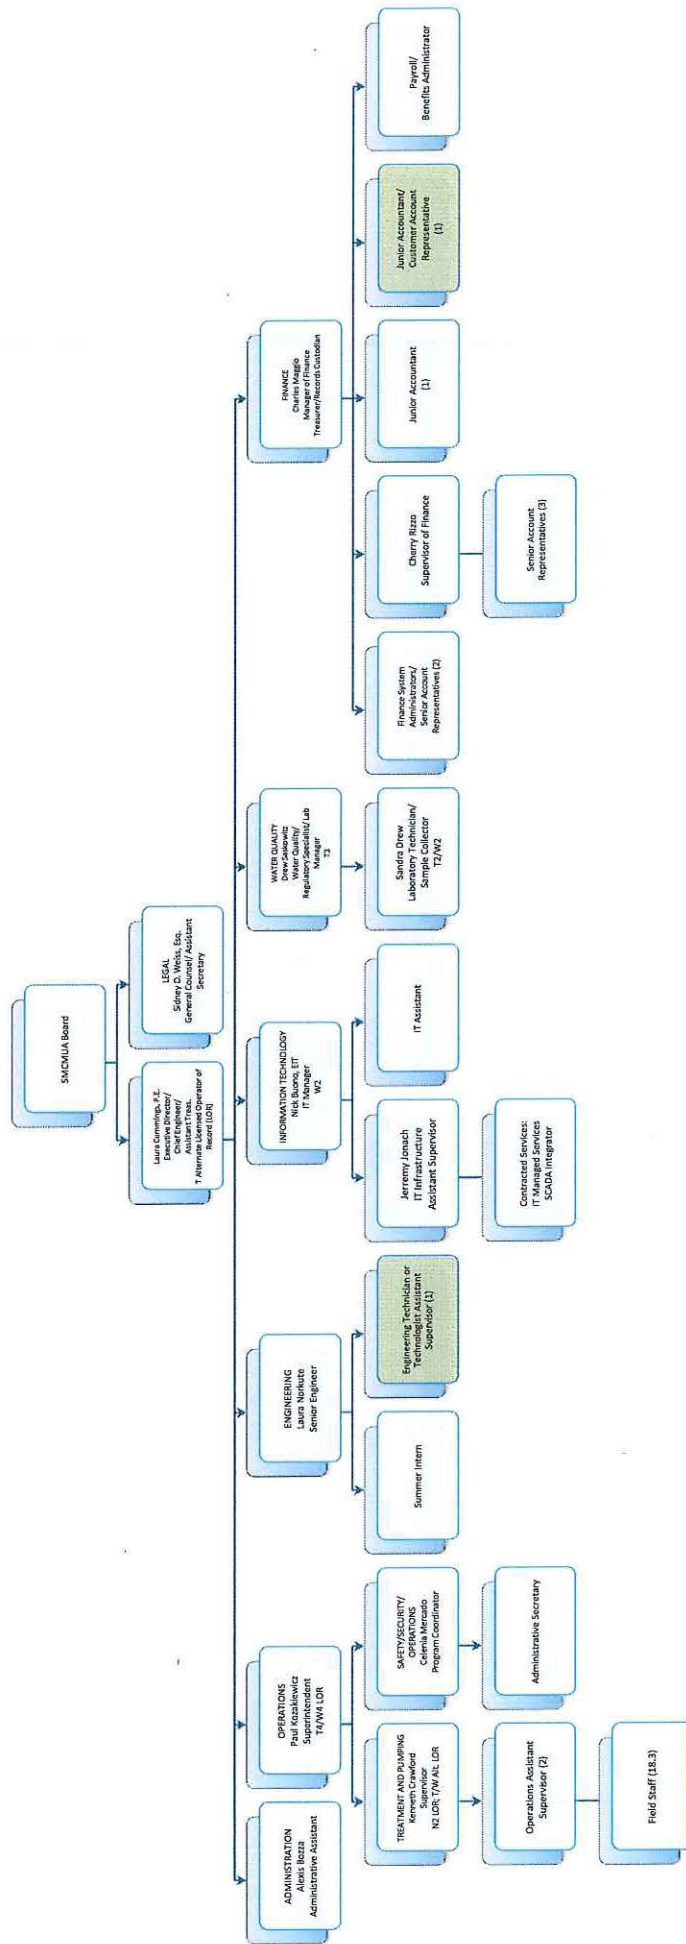 SMCMUA Board
Laura Cummings, P.E.
Executive Director/
Chief Engineer/
Assistant Treas.
T Alternate Licensed Operator of
Record (LOR)
LEGAL
Sidney D. Weiss, Esq.
General Counsel/ Assistant
Secretary
ADMINISTRATION
Alexis Bozza
Administrative Assistant
OPERATIONS
Paul Kozakiewicz
Superintendent
T4/W4 LOR
ENGINEERING
Laura Norkute
Senior Engineer
INFORMATION TECHNOLOGY
Nick Buono, EIT
IT Manager
W2
WATER QUALITY
Drew Saskowitz
Water Quality/
Regulatory Specialist/ Lab
Manager
T3
FINANCE
Charles Maggio
Manager of Finance
Treasurer/Records Custodian
TREATMENT AND PUMPING
Kenneth Crawford
Supervisor
N2 LOR; T/W Alt. LOR
SAFETY/SECURITY/
OPERATIONS
Celenia Mercado
Program Coordinator
Summer Intern
Engineering Technician or
Technologist Assistant
Supervisor (1)
Jerremy Jonach
IT Infrastructure
Assistant Supervisor
IT Assistant
Sandra Drew
Laboratory Technician/
Sample Collector
T2/W2
Finance System
Administrators/
Senior Account
Representatives (2)
Cherry Rizzo
Supervisor of Finance
Junior Accountant
(1)
Junior Accountant/
Customer Account
Representative
(1)
Payroll/
Benefits Administrator
Operations Assistant
Supervisor (2)
Administrative Secretary
Contracted Services:
IT Managed Services
SCADA Integrator
Senior Account
Representatives (3)
Field Staff (18.3)